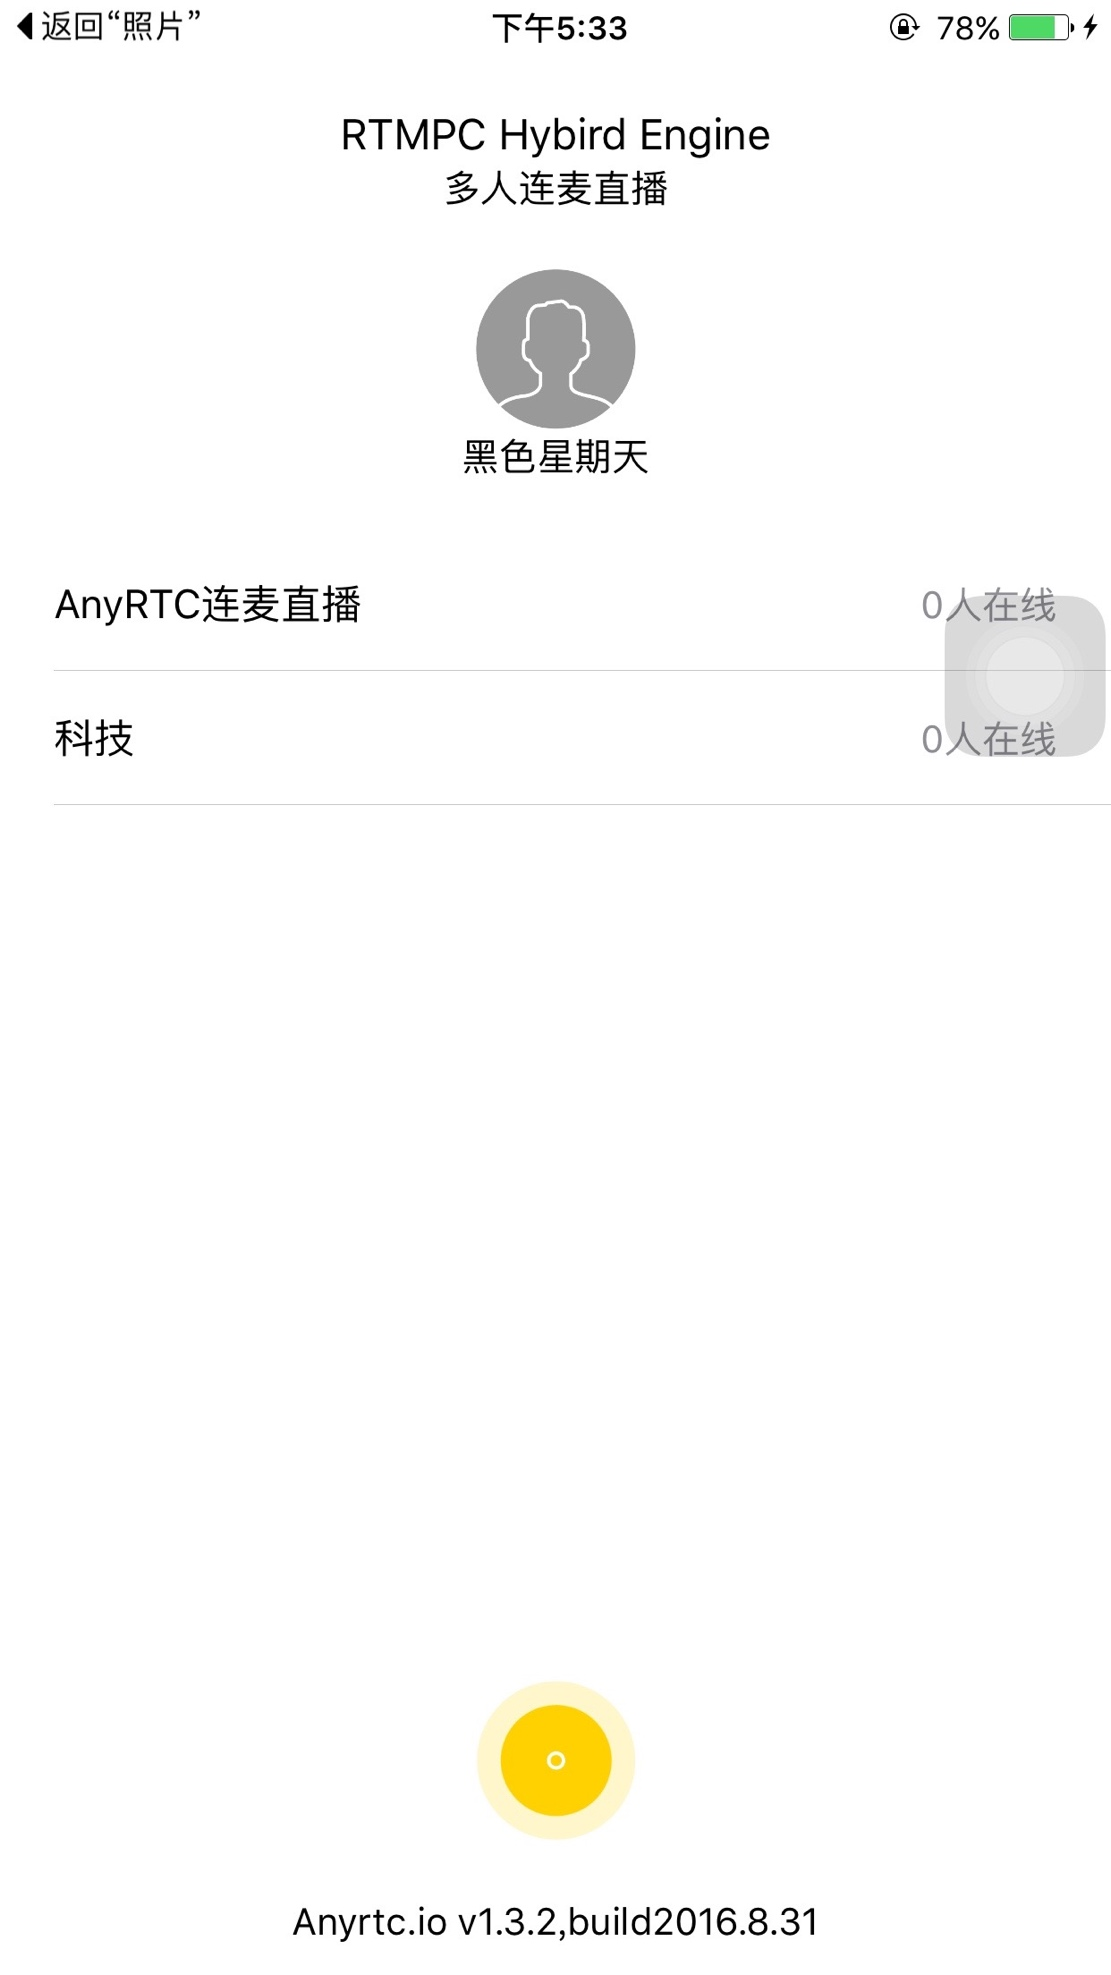 返回“照片”
下午5:33
78%
RTMPC Hybird Engine
多人连麦直播
黑色星期天
AnyRTC连麦直播 0人在线
科技 0人在线
Anyrtc.io v1.3.2,build2016.8.31